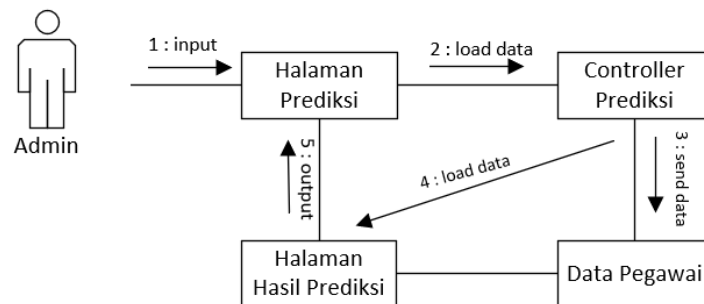 1 : input
2 : load data
Halaman
Prediksi
Controller
Prediksi
Admin
3 : send data
4 : load data
5 : output
Halaman
Hasil Prediksi
Data Pegawai